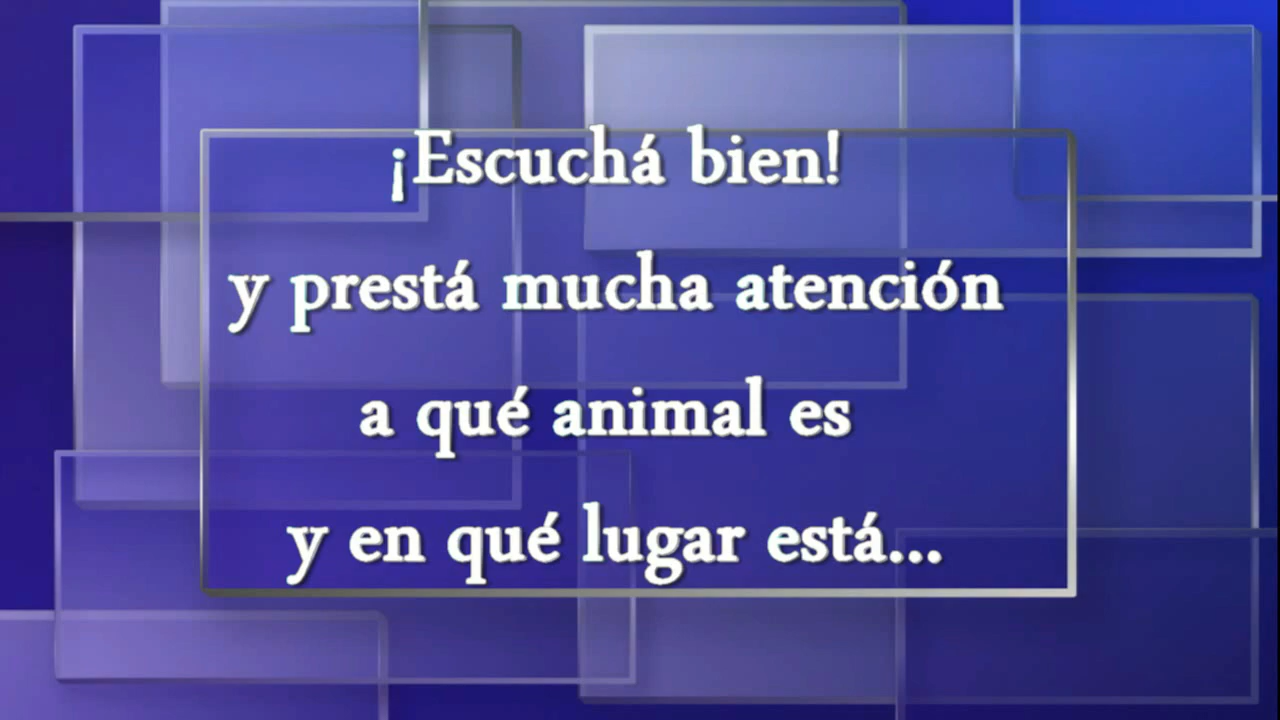 ¡Escuchá bien!
y prestá mucha atención
a qué animal es
y en qué lugar está...